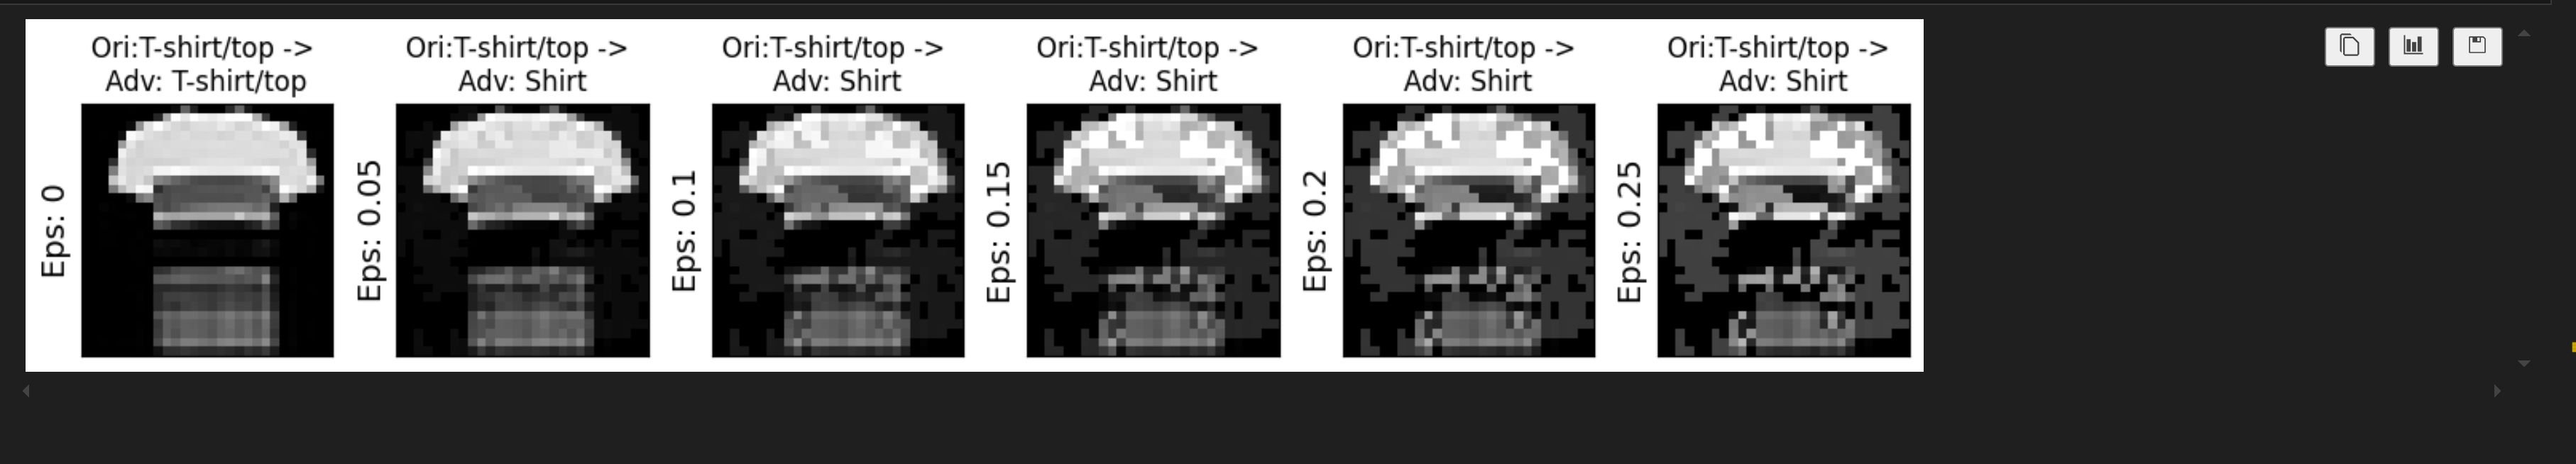 Ori:T-shirt/top ->
Adv: T-shirt/top
Eps: 0
Ori:T-shirt/top ->
Adv: Shirt
Eps: 0.05
Ori:T-shirt/top ->
Adv: Shirt
Eps: 0.1
Ori:T-shirt/top ->
Adv: Shirt
Eps: 0.15
Ori:T-shirt/top ->
Adv: Shirt
Eps: 0.2
Ori:T-shirt/top ->
Adv: Shirt
Eps: 0.25